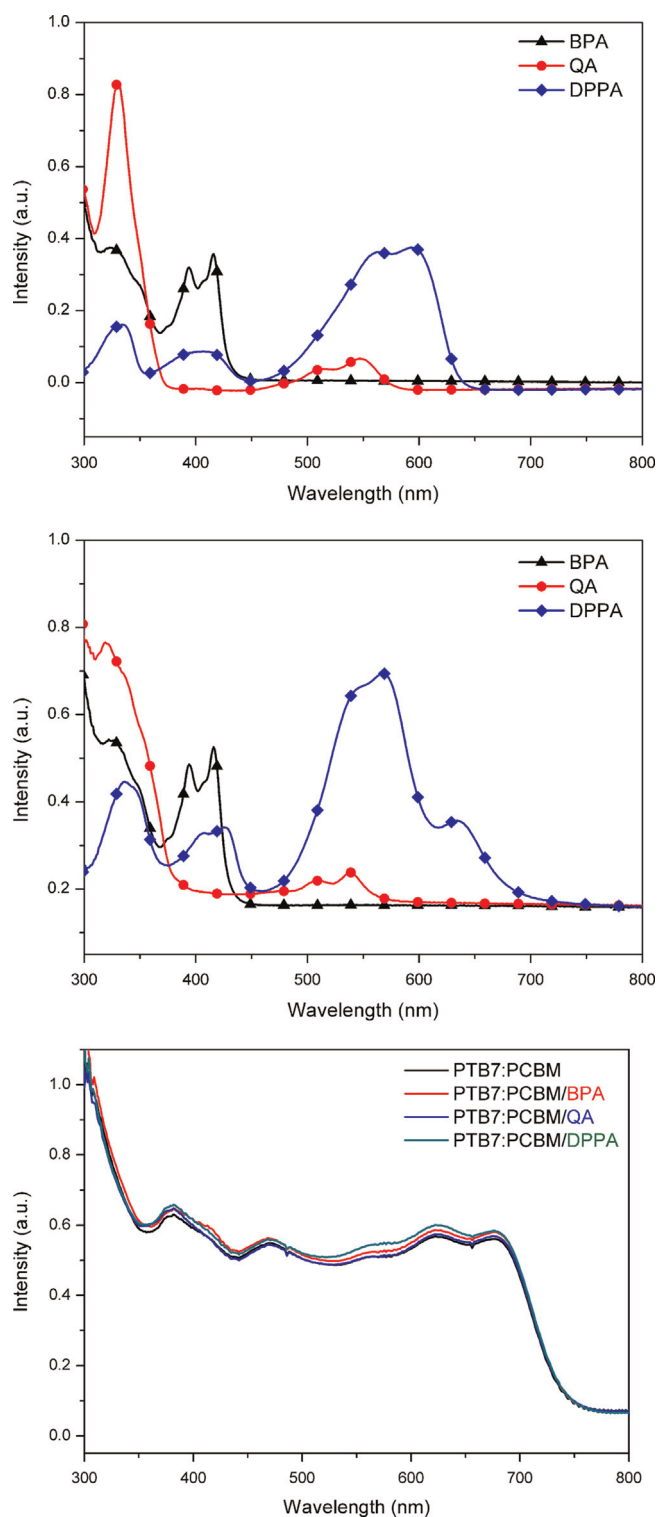 1.0
0.8
0.6
0.4
0.2
0.0
Intensity (a.u.)
BPA
QA
DPPA
300 400 500 600 700 800
Wavelength (nm)
1.0
0.8
0.6
0.4
0.2
Intensity (a.u.)
BPA
QA
DPPA
300 400 500 600 700 800
Wavelength (nm)
1.0
0.8
0.6
0.4
0.2
0.0
Intensity (a.u.)
PTB7:PCBM
PTB7:PCBM/BPA
PTB7:PCBM/QA
PTB7:PCBM/DPPA
300 400 500 600 700 800
Wavelength (nm)